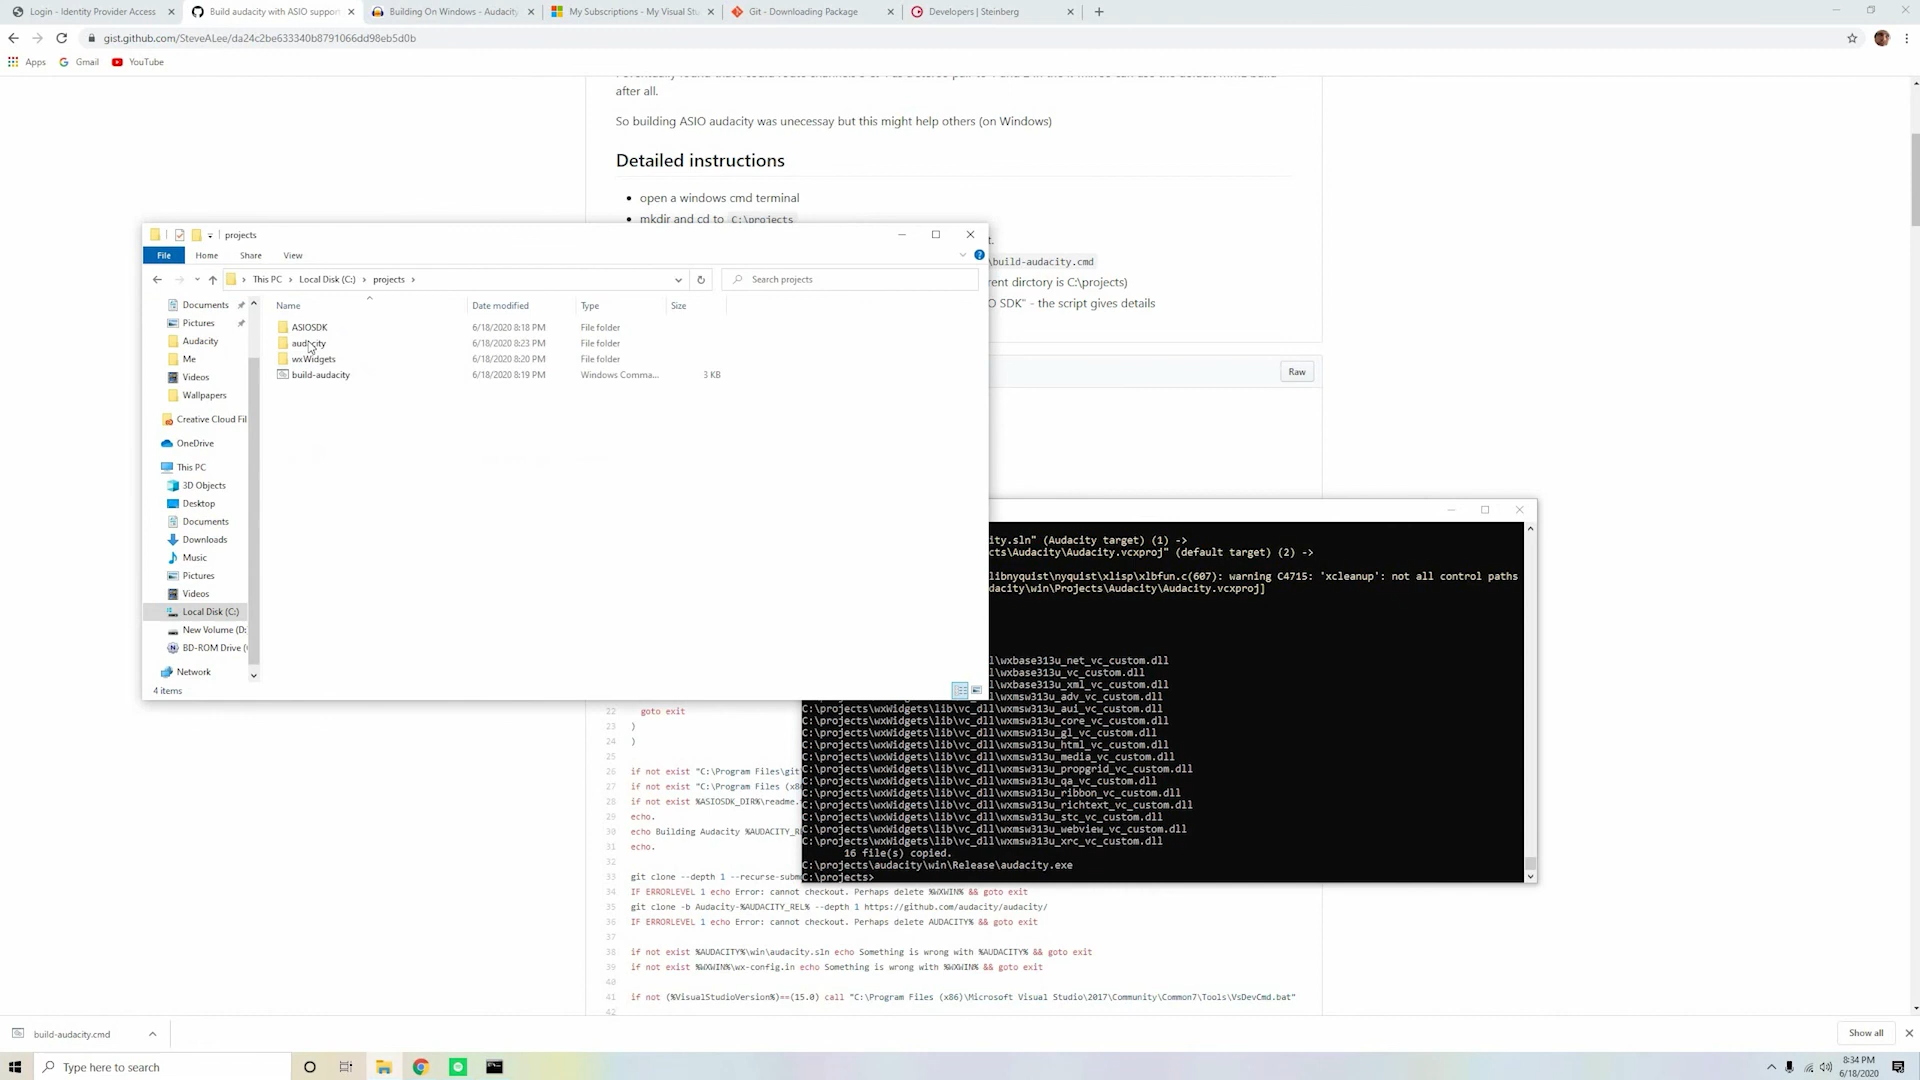 Login - Identity Provider Access
Build audacity with ASIO suppor
Building On Windows - Audacity
My Subscriptions - My Visual Stu
Git - Downloading Package
Developers | Steinberg
gist.github.com/SteveALee/da24c2be633340b8791066dd98eb5d0b
Apps
Gmail
YouTube
after all.
So building ASIO audacity was unecessay but this might help others (on Windows)
Detailed instructions
open a windows cmd terminal
mkdir and cd to C:\projects
t.
\build-audacity.cmd
rent dirctory is C:\projects)
O SDK" - the script gives details
Raw
projects
File
Home
Share
View
This PC
Local Disk (C:)
projects
Search projects
Name
Date modified
Type
Size
ASIOSDK
6/18/2020 8:18 PM
File folder
audacity
6/18/2020 8:23 PM
File folder
wxWidgets
6/18/2020 8:20 PM
File folder
build-audacity
6/18/2020 8:19 PM
Windows Comma...
3 KB
Documents
Pictures
Audacity
Me
Videos
Wallpapers
Creative Cloud Fil
OneDrive
This PC
3D Objects
Desktop
Documents
Downloads
Music
Pictures
Videos
Local Disk (C:)
New Volume (D:
BD-ROM Drive (
Network
4 items
ity.sln" (Audacity target) (1) ->
cts\Audacity\Audacity.vcxproj" (default target) (2) ->
libnyquist\nyquist\xlisp\xlbfun.c(607): warning C4715: 'xcleanup': not all control paths
dacity\win\Projects\Audacity\Audacity.vcxproj]
l\wxbase313u_net_vc_custom.dll
l\wxbase313u_vc_custom.dll
l\wxbase313u_xml_vc_custom.dll
l\wxmsw313u_adv_vc_custom.dll
C:\projects\wxWidgets\lib\vc_dll\wxmsw313u_aui_vc_custom.dll
C:\projects\wxWidgets\lib\vc_dll\wxmsw313u_core_vc_custom.dll
C:\projects\wxWidgets\lib\vc_dll\wxmsw313u_gl_vc_custom.dll
C:\projects\wxWidgets\lib\vc_dll\wxmsw313u_html_vc_custom.dll
C:\projects\wxWidgets\lib\vc_dll\wxmsw313u_media_vc_custom.dll
C:\projects\wxWidgets\lib\vc_dll\wxmsw313u_propgrid_vc_custom.dll
C:\projects\wxWidgets\lib\vc_dll\wxmsw313u_qa_vc_custom.dll
C:\projects\wxWidgets\lib\vc_dll\wxmsw313u_ribbon_vc_custom.dll
C:\projects\wxWidgets\lib\vc_dll\wxmsw313u_richtext_vc_custom.dll
C:\projects\wxWidgets\lib\vc_dll\wxmsw313u_stc_vc_custom.dll
C:\projects\wxWidgets\lib\vc_dll\wxmsw313u_webview_vc_custom.dll
C:\projects\wxWidgets\lib\vc_dll\wxmsw313u_xrc_vc_custom.dll
16 file(s) copied.
C:\projects\audacity\win\Release\audacity.exe
C:\projects>
22 goto exit
23 )
24 )
25
26 if not exist "C:\Program Files\git
27 if not exist "C:\Program Files (x86
28 if not exist %ASIOSDK_DIR%\readme.
29 echo.
30 echo Building Audacity %AUDACITY_RE
31 echo.
32
33 git clone --depth 1 --recurse-subm
34 IF ERRORLEVEL 1 echo Error: cannot checkout. Perhaps delete %WXWIN% && goto exit
35 git clone -b Audacity-%AUDACITY_REL% --depth 1 https://github.com/audacity/audacity/
36 IF ERRORLEVEL 1 echo Error: cannot checkout. Perhaps delete AUDACITY% && goto exit
37
38 if not exist %AUDACITY%\win\audacity.sln echo Something is wrong with %AUDACITY% && goto exit
39 if not exist %WXWIN%\wx-config.in echo Something is wrong with %WXWIN% && goto exit
40
41 if not (%VisualStudioVersion%)==(15.0) call "C:\Program Files (x86)\Microsoft Visual Studio\2017\Community\Common7\Tools\VsDevCmd.bat"
42
build-audacity.cmd
Show all
Type here to search
8:34 PM
6/18/2020